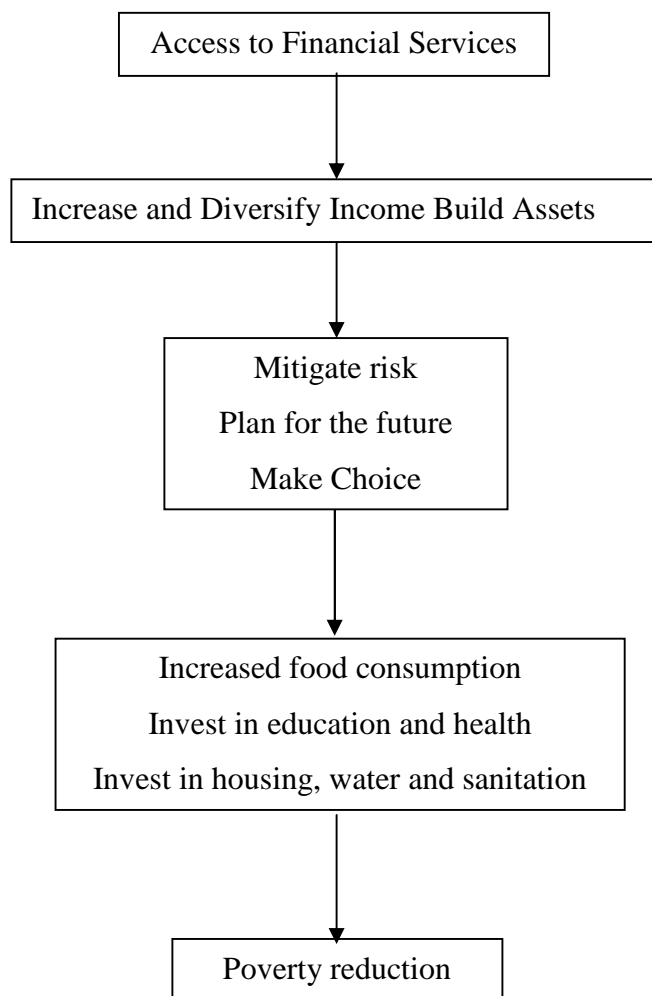 Access to Financial Services
Increase and Diversify Income Build Assets
Mitigate risk
Plan for the future
Make Choice
Increased food consumption
Invest in education and health
Invest in housing, water and sanitation
Poverty reduction